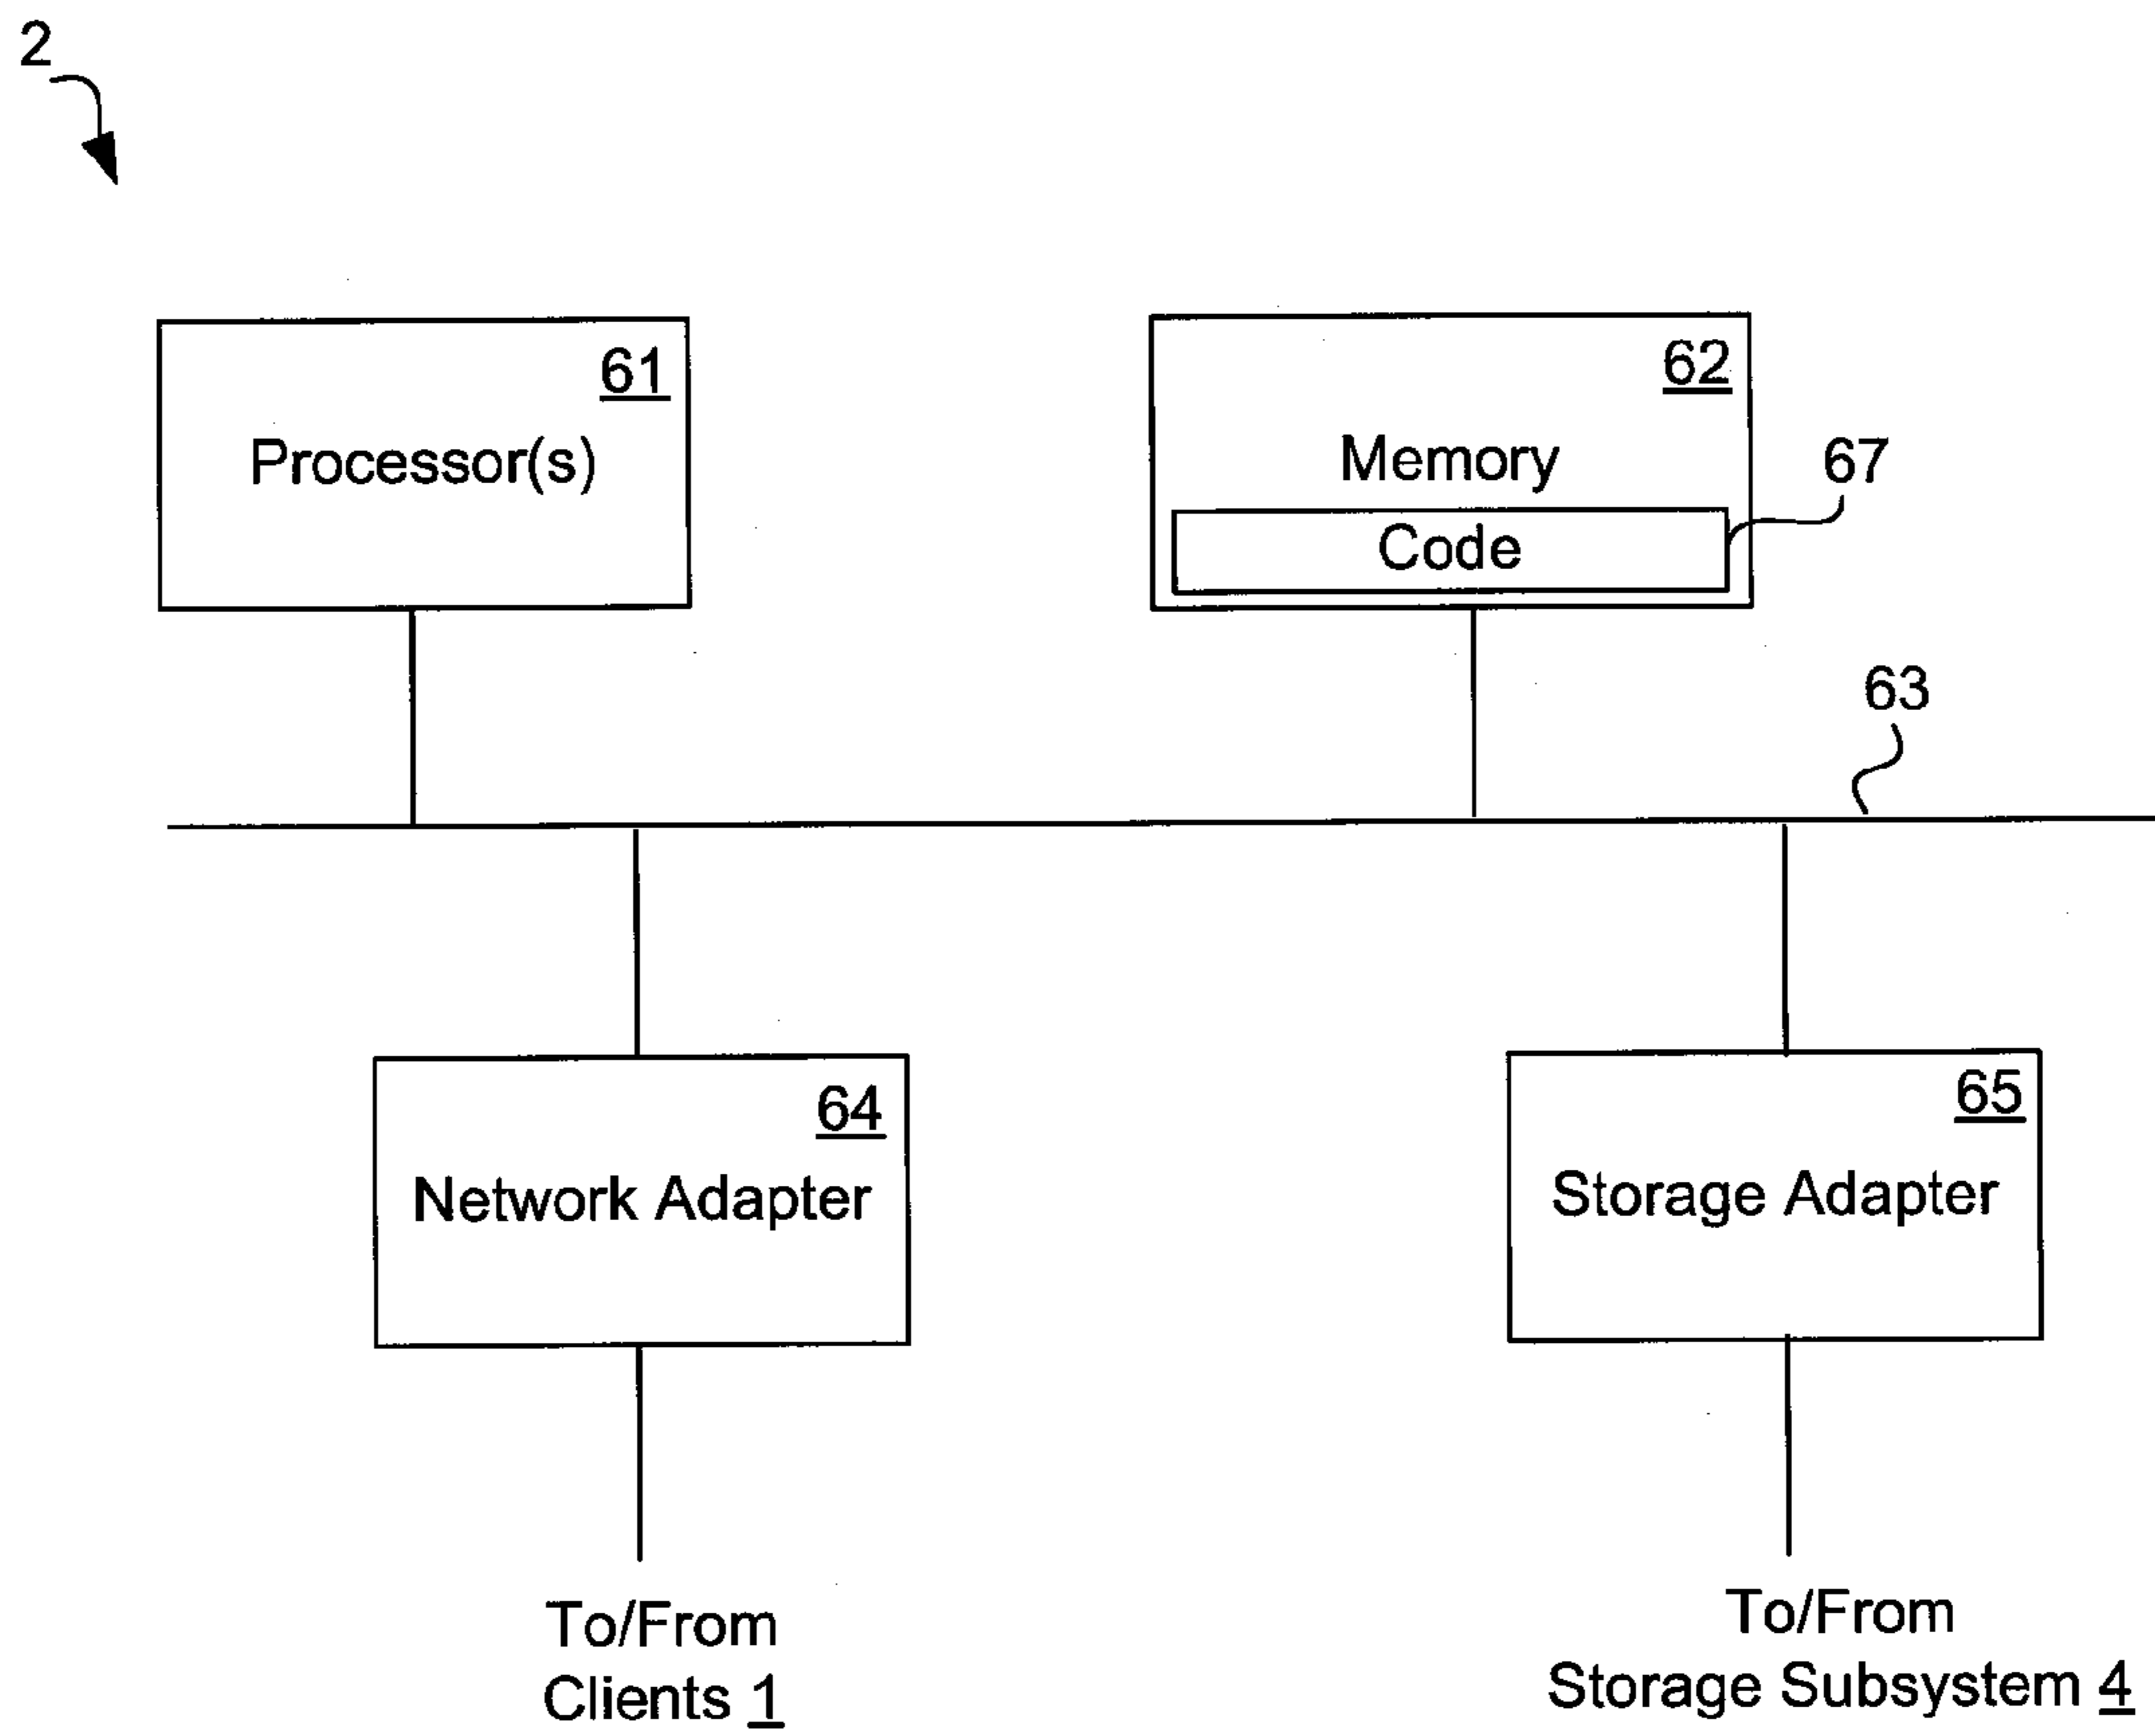 2
61
Processor(s)
62
Memory
67
Code
63
64
Network Adapter
65
Storage Adapter
To/From
Clients 1
To/From
Storage Subsystem 4